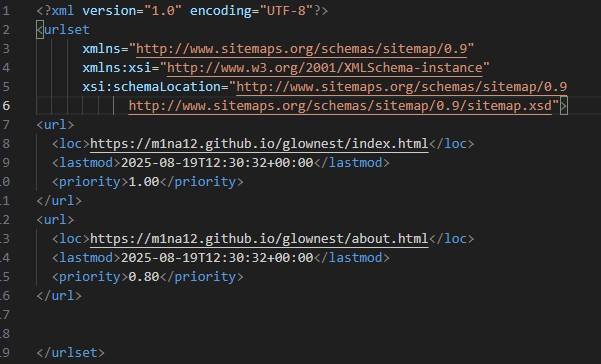 1 <?xml version="1.0" encoding="UTF-8"?>
2 <urlset
3 xmlns="http://www.sitemaps.org/schemas/sitemap/0.9"
4 xmlns:xsi="http://www.w3.org/2001/XMLSchema-instance"
5 xsi:schemaLocation="http://www.sitemaps.org/schemas/sitemap/0.9
6 http://www.sitemaps.org/schemas/sitemap/0.9/sitemap.xsd">
7 <url>
8 <loc>https://m1na12.github.io/glownest/index.html</loc>
9 <lastmod>2025-08-19T12:30:32+00:00</lastmod>
10 <priority>1.00</priority>
11 </url>
12 <url>
13 <loc>https://m1na12.github.io/glownest/about.html</loc>
14 <lastmod>2025-08-19T12:30:32+00:00</lastmod>
15 <priority>0.80</priority>
16 </url>
17
18
19 </urlset>